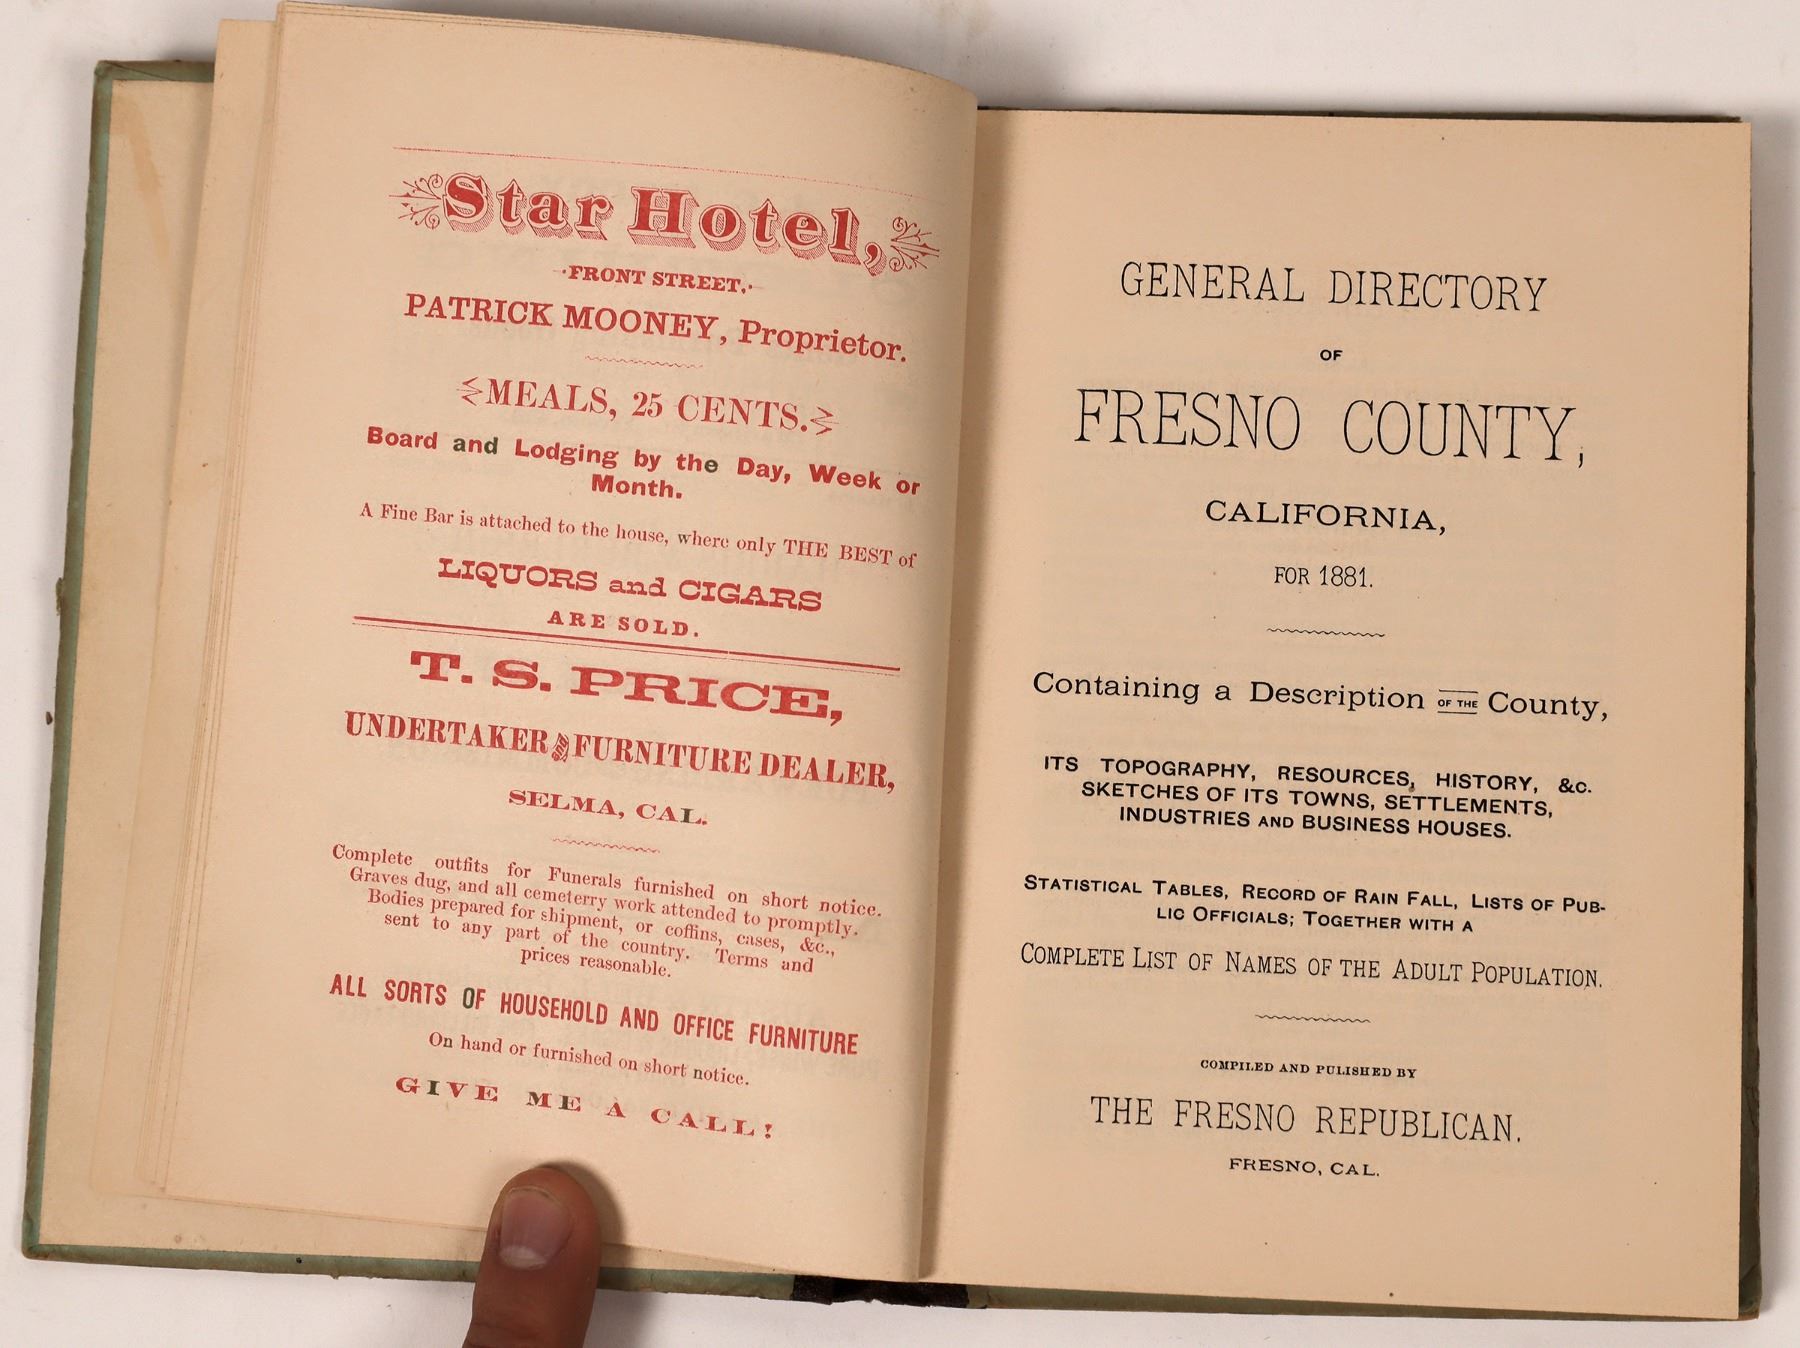 Star Hotel,
FRONT STREET,
PATRICK MOONEY, Proprietor.
MEALS, 25 CENTS.
Board and Lodging by the Day, Week or
Month.
A Fine Bar is attached to the house, where only THE BEST of
LIQUORS and CIGARS
ARE SOLD.
T. S. PRICE,
UNDERTAKER and FURNITURE DEALER,
SELMA, CAL.
Complete outfits for Funerals furnished on short notice.
Graves dug, and all cemeterry work attended to promptly.
Bodies prepared for shipment, or coffins, cases, &c.,
sent to any part of the country. Terms and
prices reasonable.
ALL SORTS OF HOUSEHOLD AND OFFICE FURNITURE
On hand or furnished on short notice.
GIVE ME A CALL!
GENERAL DIRECTORY
OF
FRESNO COUNTY,
CALIFORNIA,
FOR 1881.
Containing a Description OF THE County,
ITS TOPOGRAPHY, RESOURCES, HISTORY, &c.
SKETCHES OF ITS TOWNS, SETTLEMENTS,
INDUSTRIES AND BUSINESS HOUSES.
STATISTICAL TABLES, RECORD OF RAIN FALL, LISTS OF PUB-
LIC OFFICIALS; TOGETHER WITH A
COMPLETE LIST OF NAMES OF THE ADULT POPULATION.
COMPILED AND PULISHED BY
THE FRESNO REPUBLICAN.
FRESNO, CAL.